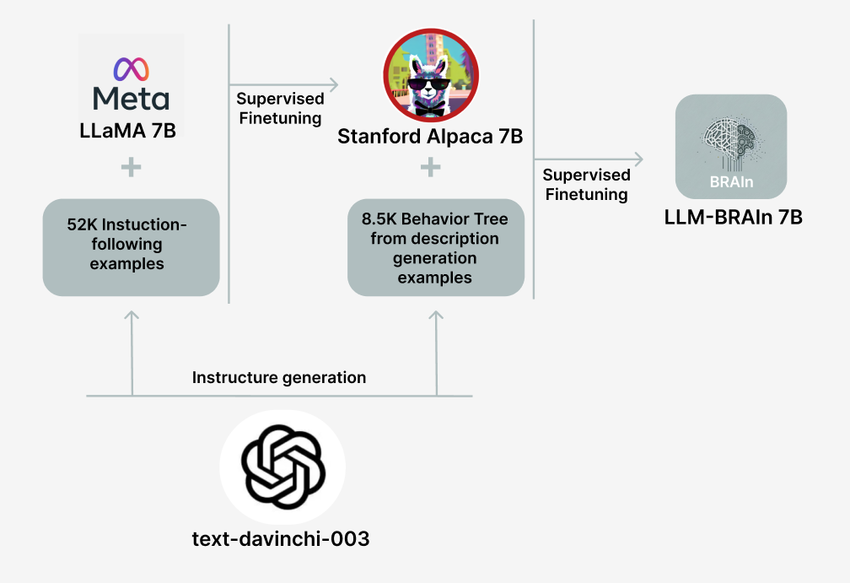 Meta
LLaMA 7B
+
52K Instuction-
following
examples
Supervised
Finetuning
Stanford Alpaca 7B
+
8.5K Behavior Tree
from description
generation
examples
Supervised
Finetuning
BRAIn
LLM-BRAIn 7B
Instructure generation
text-davinchi-003